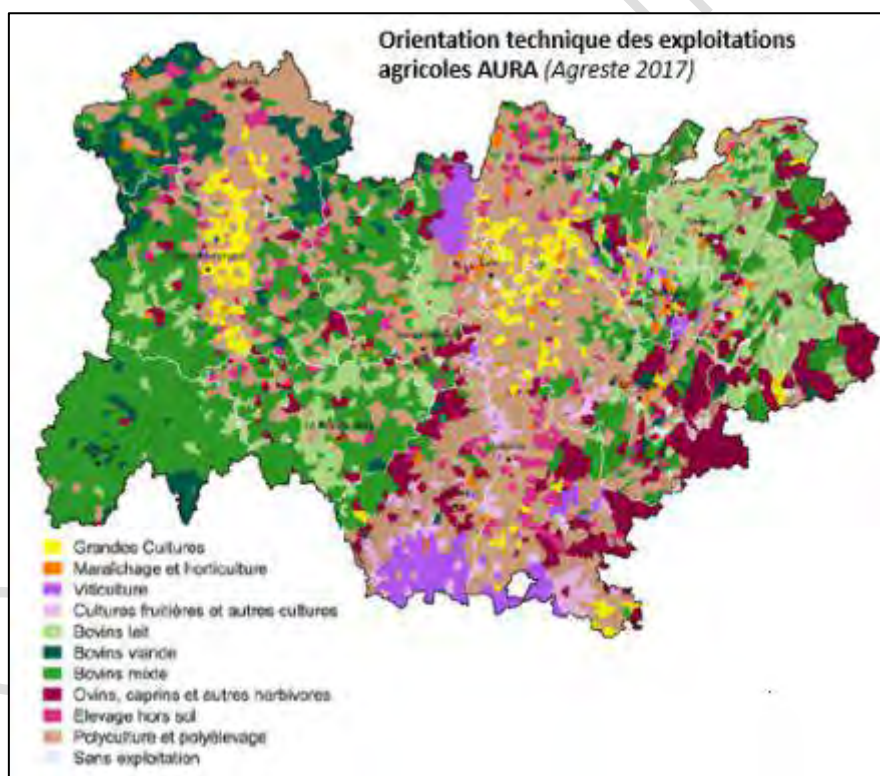 Orientation technique des exploitations
agricoles AURA (Agreste 2017)
Grandes Cultures
Maraîchage et horticulture
Viticulture
Cultures fruitières et autres cultures
Bovins lait
Bovins viande
Bovins mixte
Ovins, caprins et autres herbivores
Elevage hors sol
Polyculture et polyélevage
Sans exploitation